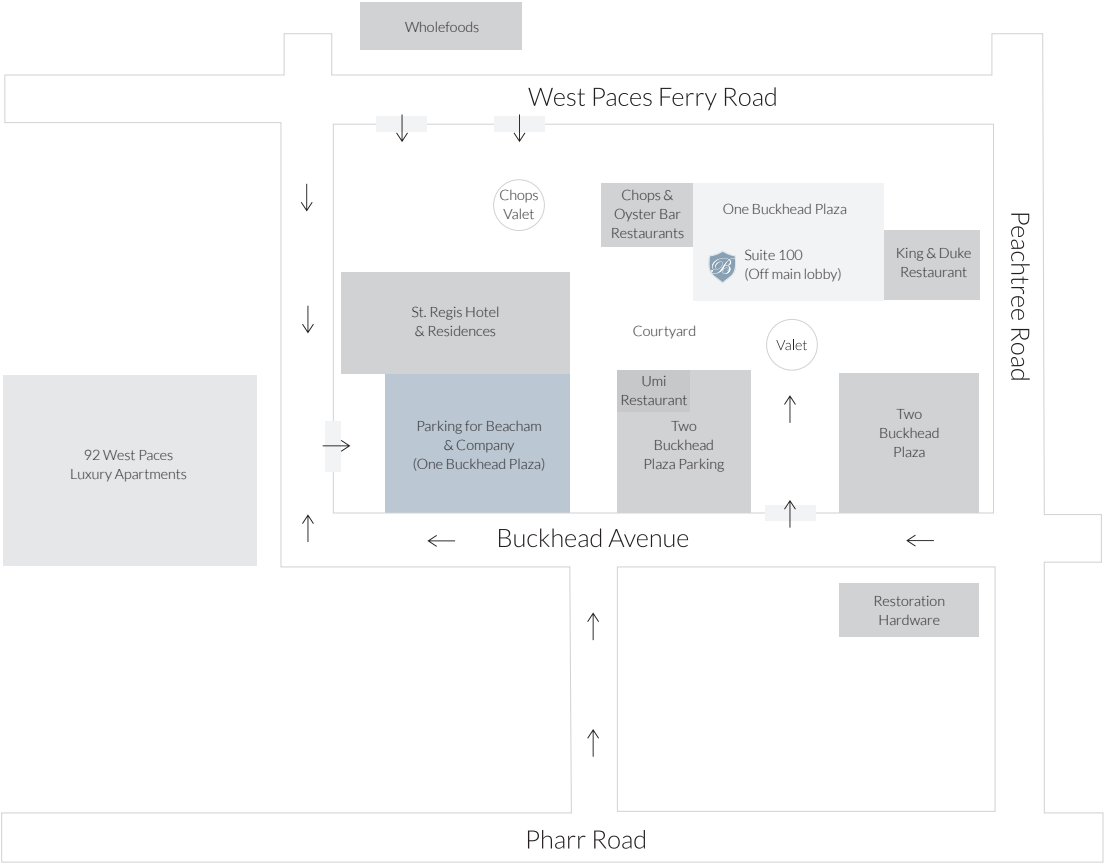 Wholefoods
West Paces Ferry Road
Chops
Valet
Chops &
Oyster Bar
Restaurants
One Buckhead Plaza
B
Suite 100
(Off main lobby)
King & Duke
Restaurant
Peachtree Road
St. Regis Hotel
& Residences
Courtyard
Valet
Umi
Restaurant
Two
Buckhead
Plaza Parking
Two
Buckhead
Plaza
Parking for Beacham
& Company
(One Buckhead Plaza)
92 West Paces
Luxury Apartments
Buckhead Avenue
Restoration
Hardware
Pharr Road